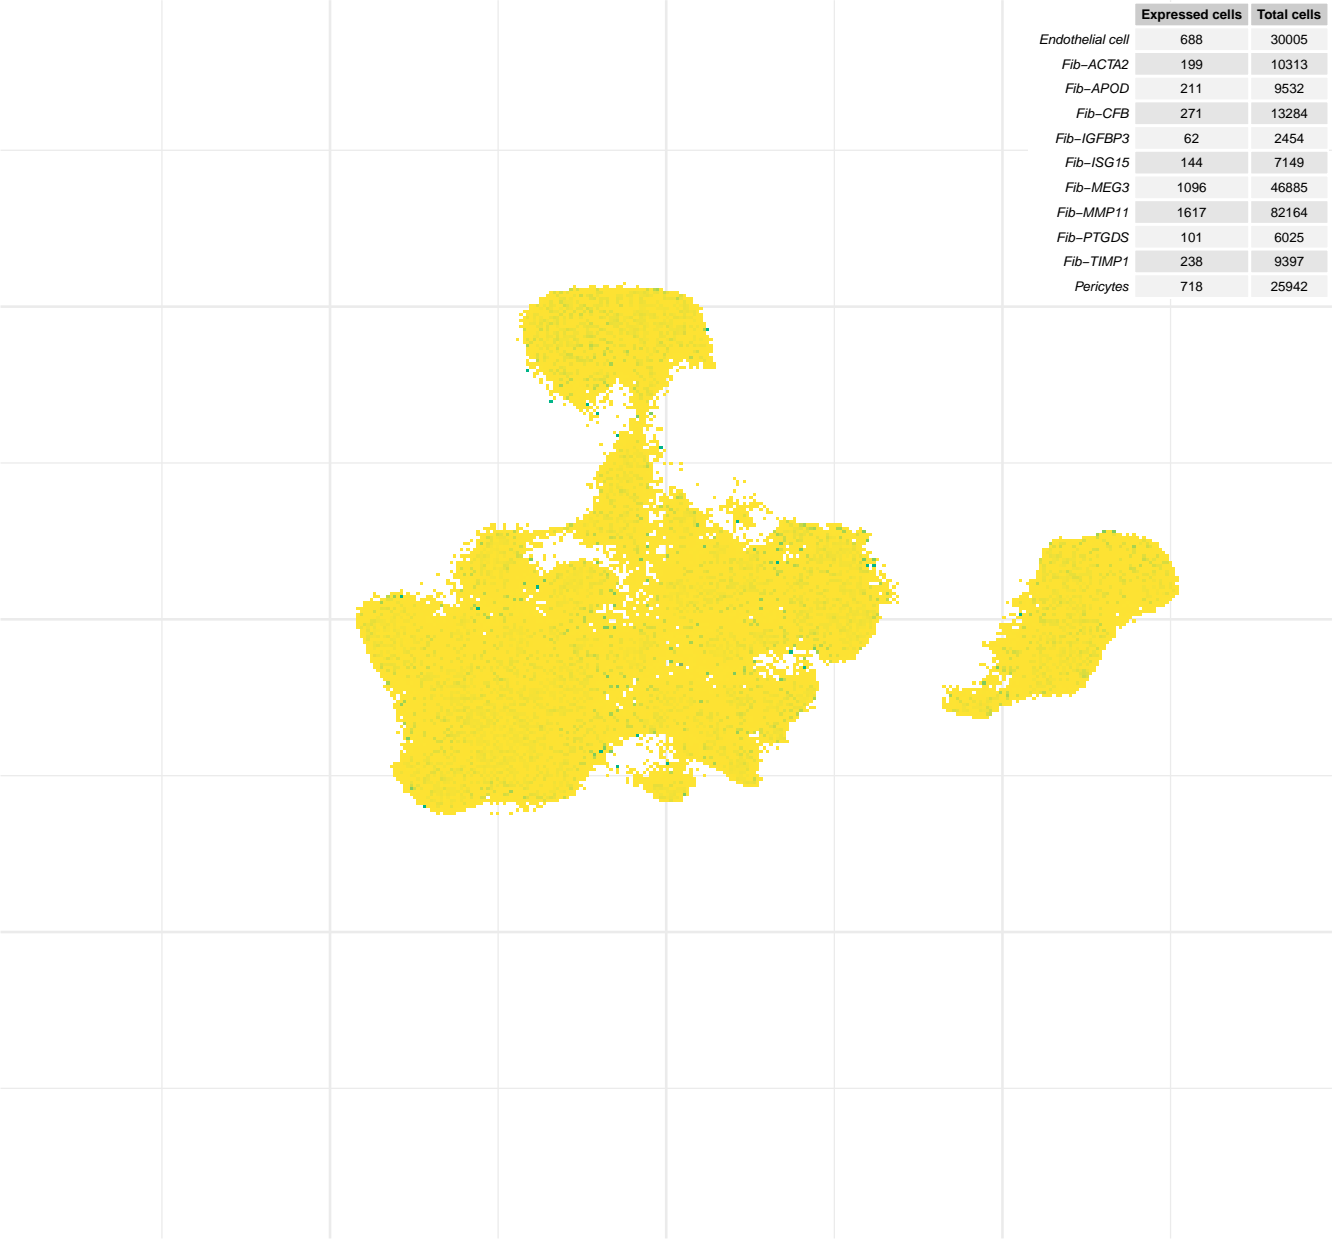 Expressed cells Total cells
Endothelial cell 688 30005
Fib−ACTA2 199 10313
Fib−APOD 211 9532
Fib−CFB 271 13284
Fib−IGFBP3 62 2454
Fib−ISG15 144 7149
Fib−MEG3 1096 46885
Fib−MMP11 1617 82164
Fib−PTGDS 101 6025
Fib−TIMP1 238 9397
Pericytes 718 25942